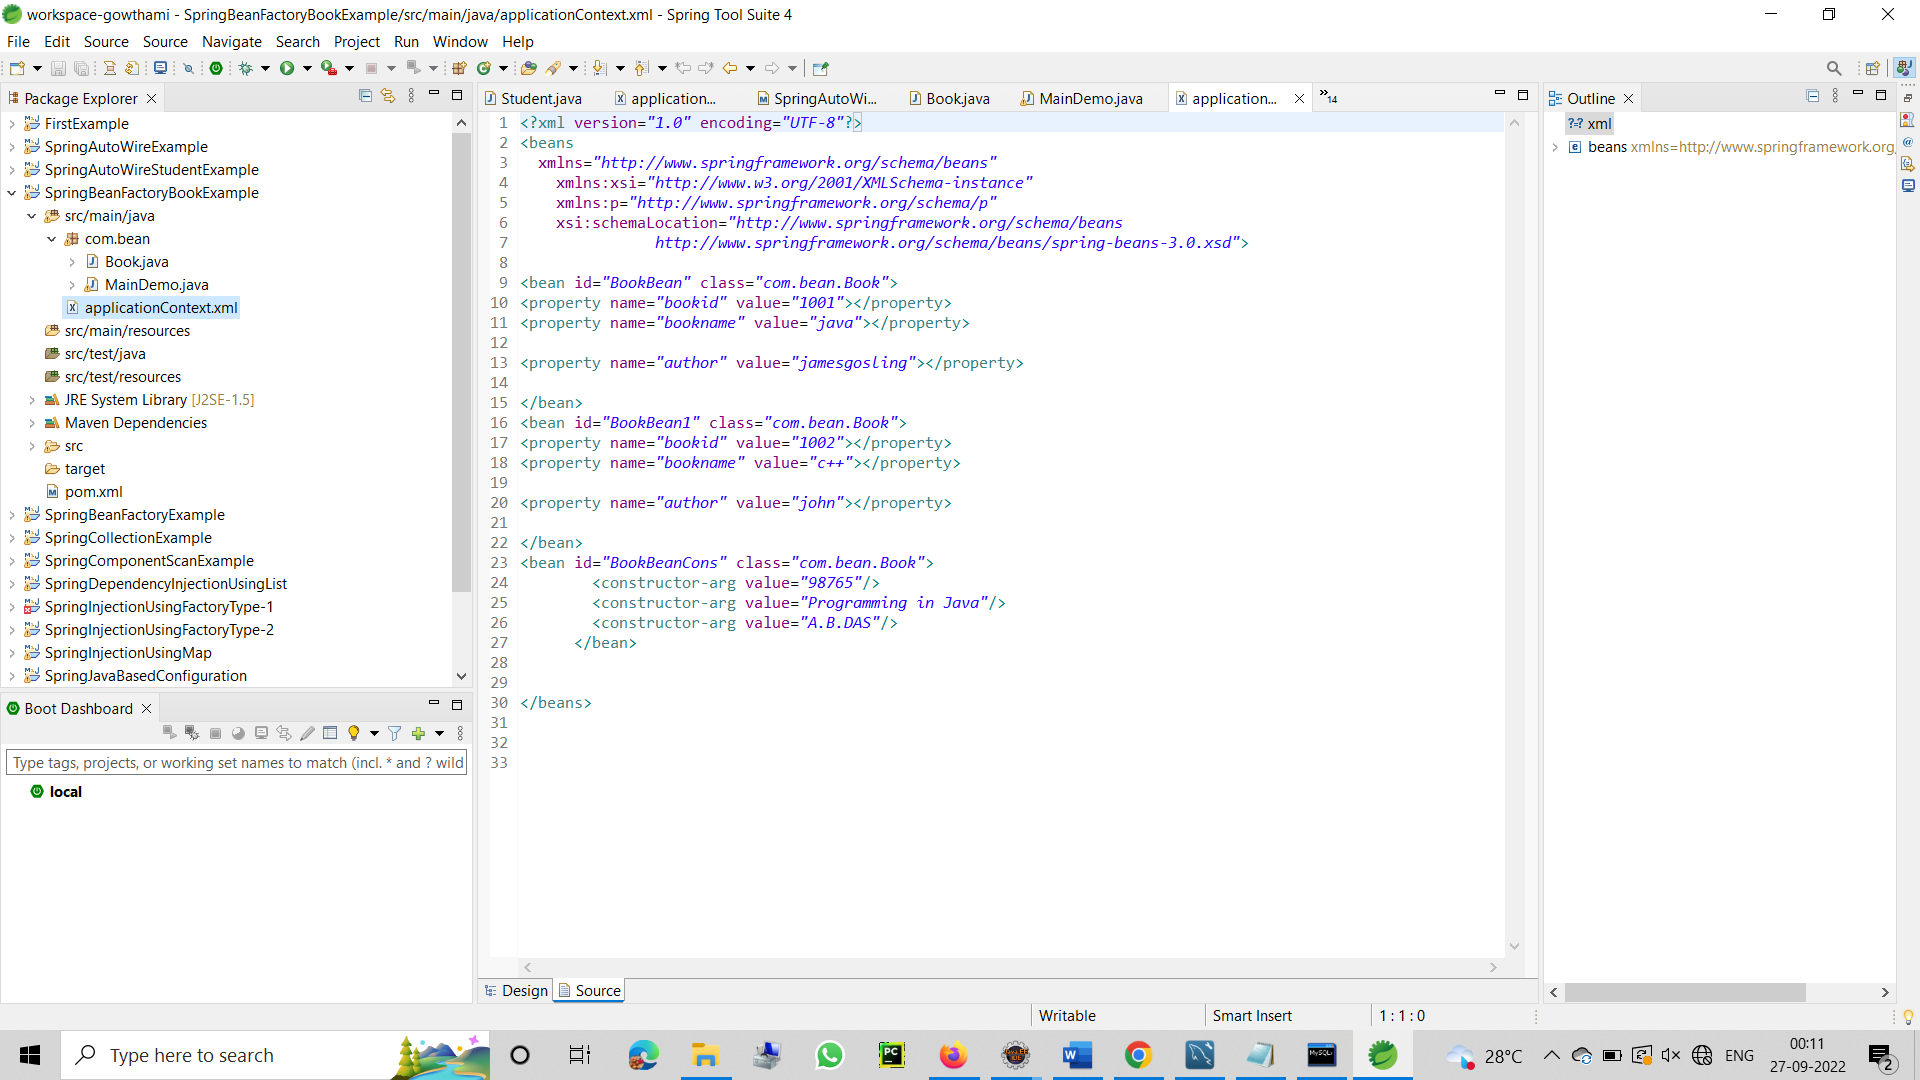 workspace-gowthami - SpringBeanFactoryBookExample/src/main/java/applicationContext.xml - Spring Tool Suite 4
File Edit Source Source Navigate Search Project Run Window Help
Package Explorer
FirstExample
SpringAutoWireExample
SpringAutoWireStudentExample
SpringBeanFactoryBookExample
src/main/java
com.bean
Book.java
MainDemo.java
applicationContext.xml
src/main/resources
src/test/java
src/test/resources
JRE System Library [J2SE-1.5]
Maven Dependencies
src
target
pom.xml
SpringBeanFactoryExample
SpringCollectionExample
SpringComponentScanExample
SpringDependencyInjectionUsingList
SpringInjectionUsingFactoryType-1
SpringInjectionUsingFactoryType-2
SpringInjectionUsingMap
SpringJavaBasedConfiguration
Boot Dashboard
Type tags, projects, or working set names to match (incl. * and ? wild
local
Student.java application... SpringAutoWi... Book.java MainDemo.java application... »14
1 <?xml version="1.0" encoding="UTF-8"?>
2 <beans
3 xmlns="http://www.springframework.org/schema/beans"
4 xmlns:xsi="http://www.w3.org/2001/XMLSchema-instance"
5 xmlns:p="http://www.springframework.org/schema/p"
6 xsi:schemaLocation="http://www.springframework.org/schema/beans
7 http://www.springframework.org/schema/beans/spring-beans-3.0.xsd">
8
9 <bean id="BookBean" class="com.bean.Book">
10 <property name="bookid" value="1001"></property>
11 <property name="bookname" value="java"></property>
12
13 <property name="author" value="jamesgosling"></property>
14
15 </bean>
16 <bean id="BookBean1" class="com.bean.Book">
17 <property name="bookid" value="1002"></property>
18 <property name="bookname" value="c++"></property>
19
20 <property name="author" value="john"></property>
21
22 </bean>
23 <bean id="BookBeanCons" class="com.bean.Book">
24 <constructor-arg value="98765"/>
25 <constructor-arg value="Programming in Java"/>
26 <constructor-arg value="A.B.DAS"/>
27 </bean>
28
29
30 </beans>
31
32
33
Design Source
Outline
?=? xml
beans xmlns=http://www.springframework.org
Writable Smart Insert 1 : 1 : 0
Type here to search
28°C ENG
00:11
27-09-2022
2